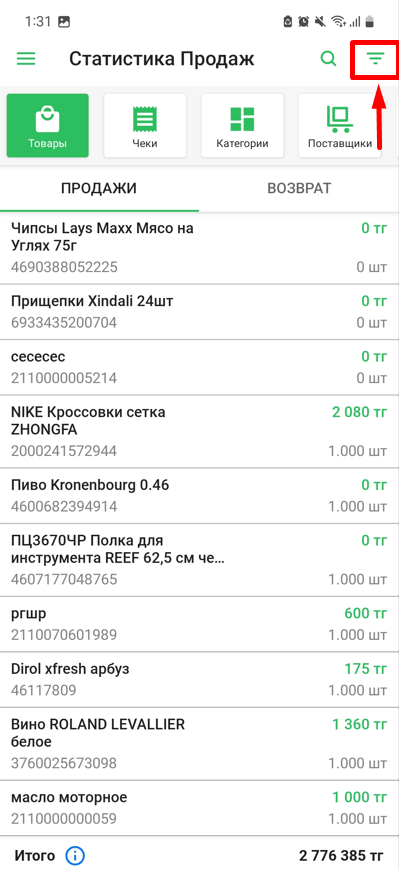 1:31
Статистика Продаж
Товары
Чеки
Категории
Поставщики
ПРОДАЖИ
ВОЗВРАТ
Чипсы Lays Maxx Мясо на 0 тг
Углях 75г
4690388052225 0 шт
Прищепки Xindali 24шт 0 тг
6933435200704 0 шт
сесесес 0 тг
2110000005214 0 шт
NIKE Кроссовки сетка 2 080 тг
ZHONGFA
2000241572944 1.000 шт
Пиво Kronenbourg 0.46 0 тг
4600682394914 1.000 шт
ПЦ3670ЧР Полка для 0 тг
инструмента REEF 62,5 см че...
4607177048765 1.000 шт
ргшр 600 тг
2110070601989 1.000 шт
Dirol xfresh арбуз 175 тг
46117809 1.000 шт
Вино ROLAND LEVALLIER 1 360 тг
белое
3760025673098 1.000 шт
масло моторное 1 000 тг
2110000000059 1.000 шт
Итого 2 776 385 тг